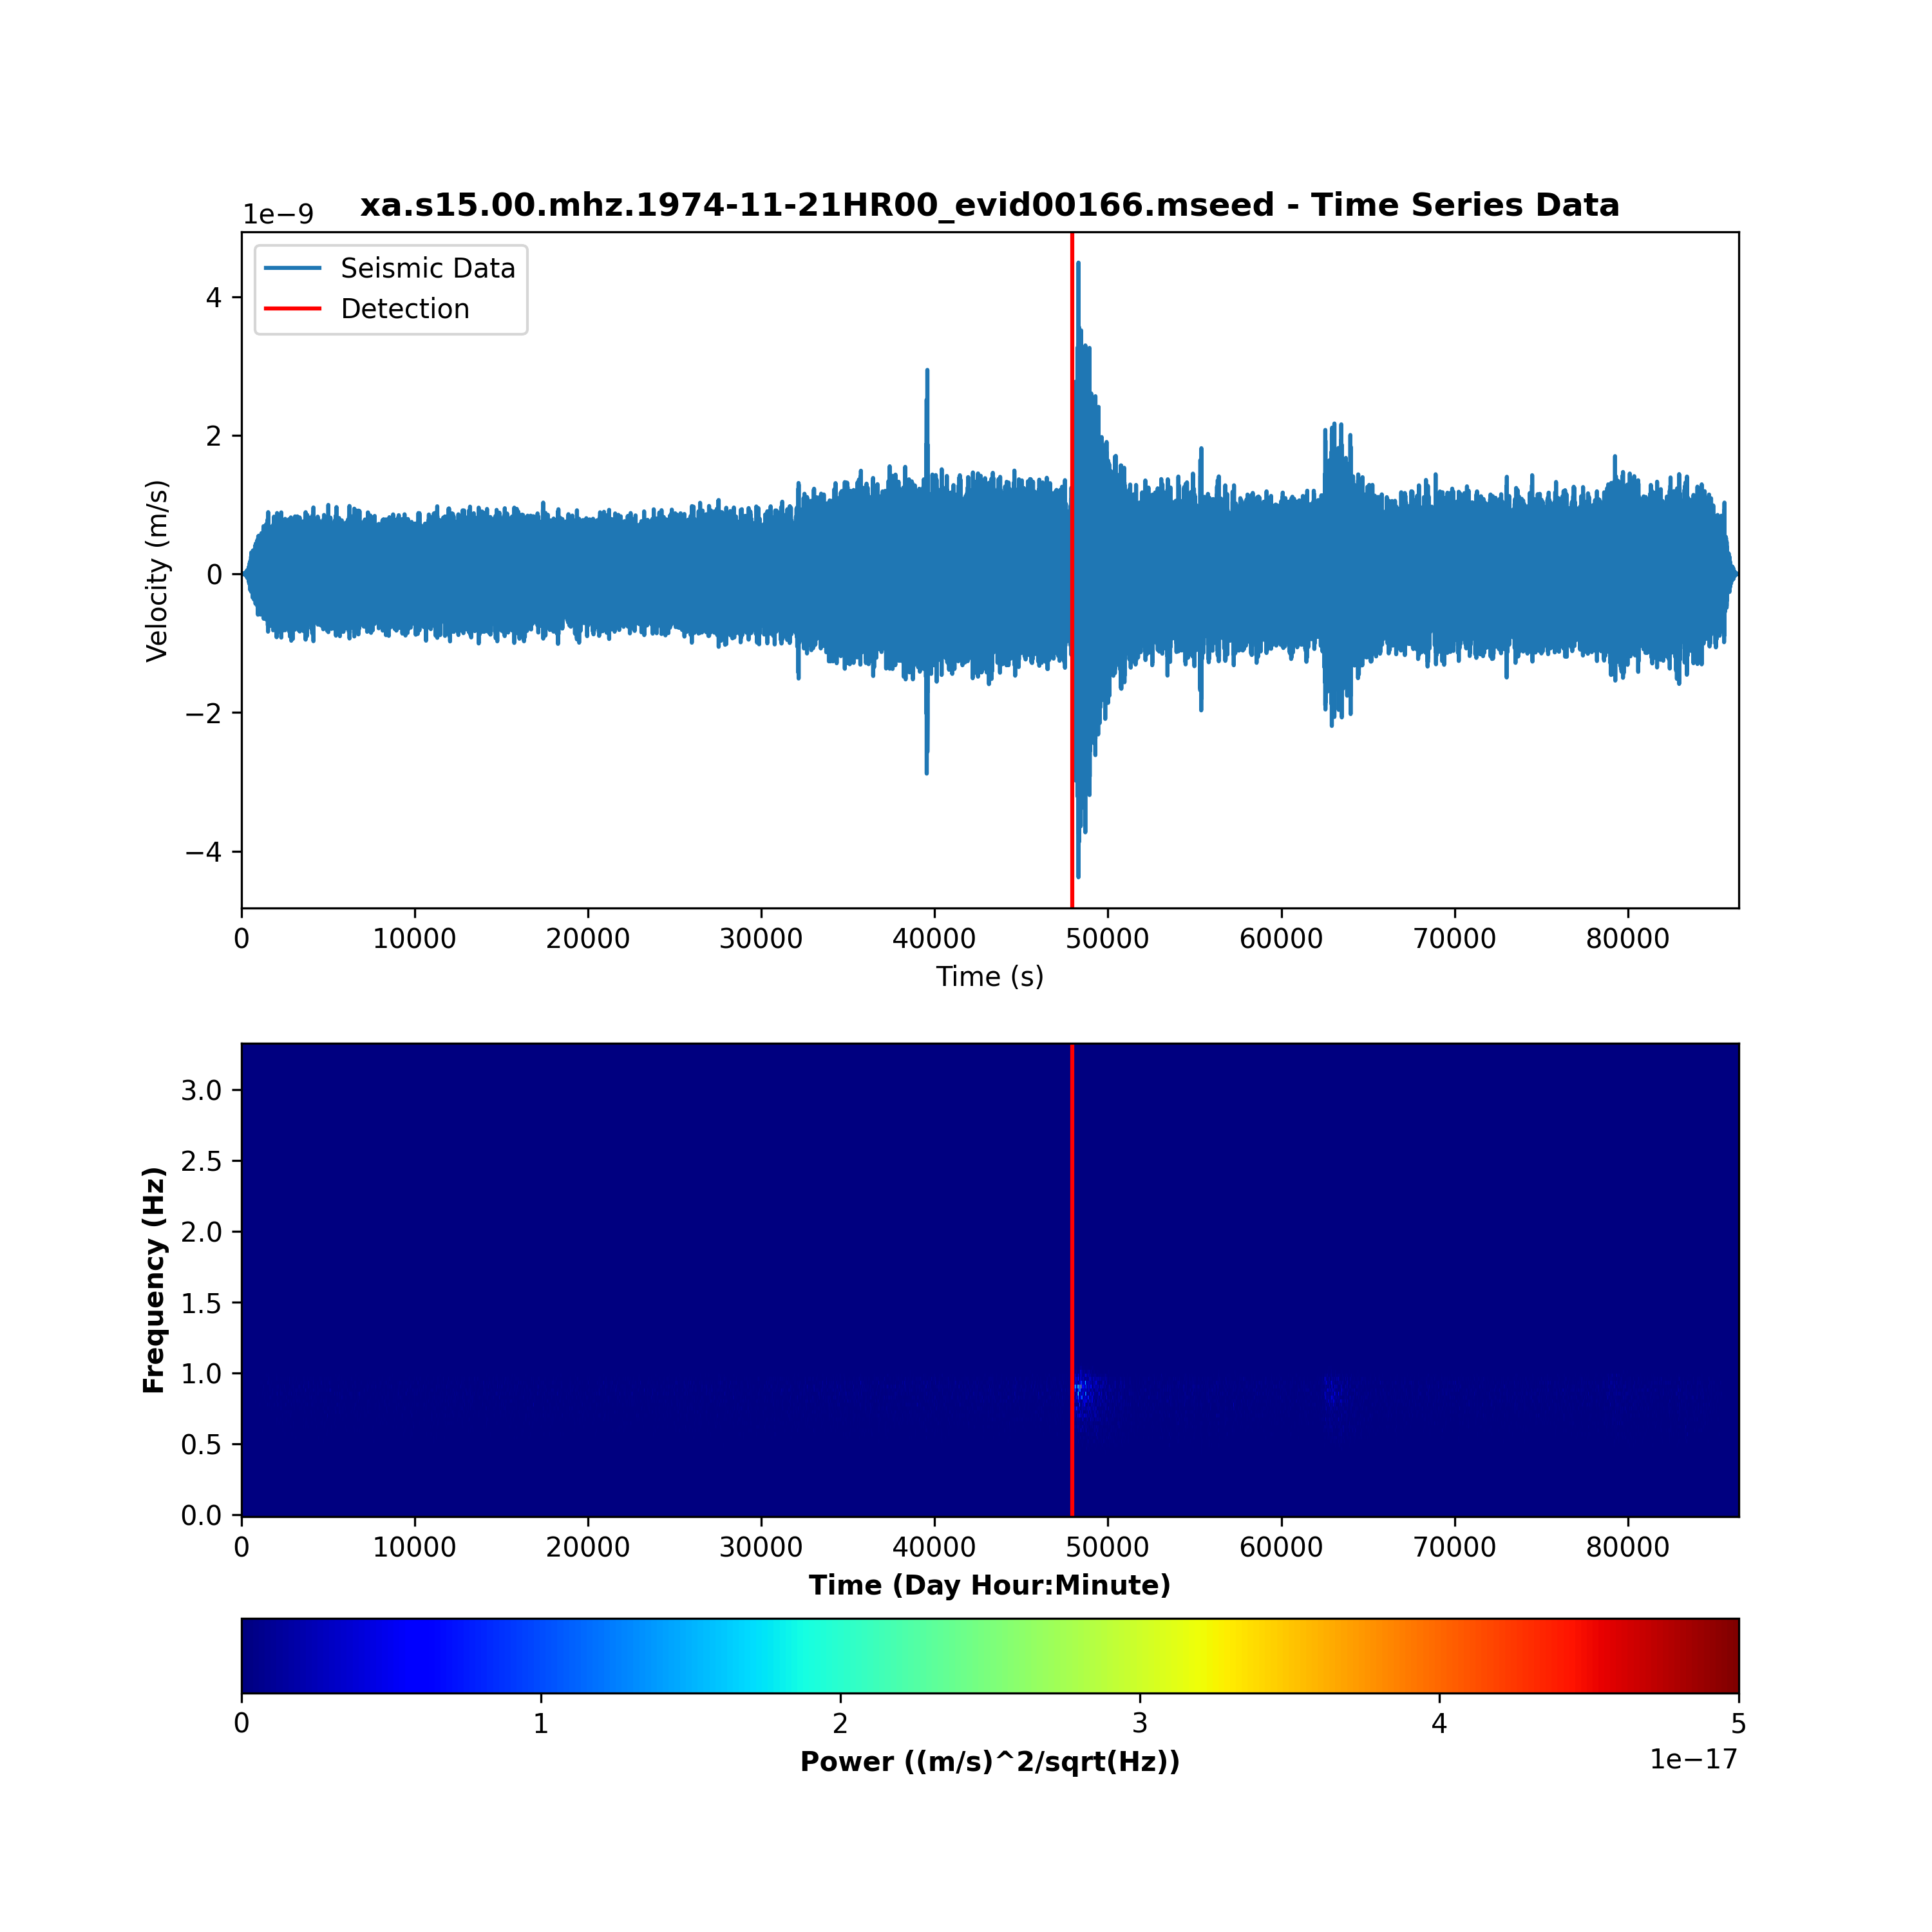 xa.s15.00.mhz.1974-11-21HR00_evid00166.mseed - Time Series Data
1e−9
Seismic Data
Detection
4
2
0
−2
−4
Velocity (m/s)
0 10000 20000 30000 40000 50000 60000 70000 80000
Time (s)
3.0
2.5
2.0
1.5
1.0
0.5
0.0
Frequency (Hz)
0 10000 20000 30000 40000 50000 60000 70000 80000
Time (Day Hour:Minute)
0 1 2 3 4 5
1e−17
Power ((m/s)^2/sqrt(Hz))